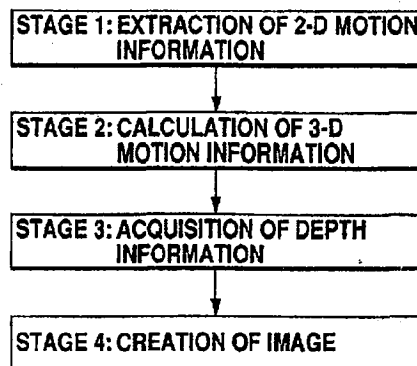 STAGE 1: EXTRACTION OF 2-D MOTION
INFORMATION
STAGE 2: CALCULATION OF 3-D
MOTION INFORMATION
STAGE 3: ACQUISITION OF DEPTH
INFORMATION
STAGE 4: CREATION OF IMAGE